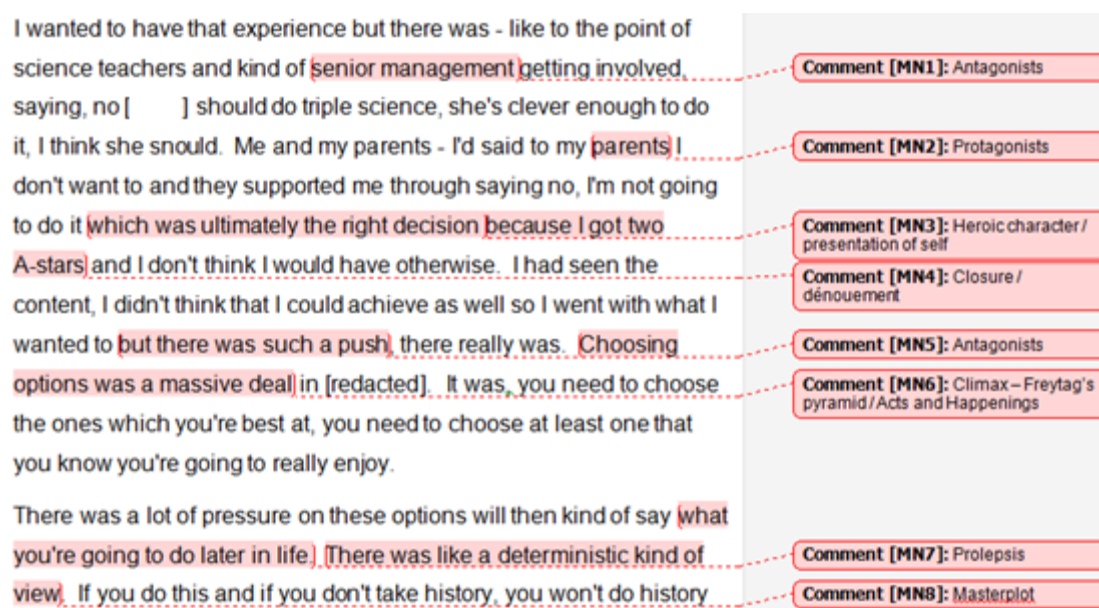 I wanted to have that experience but there was - like to the point of
science teachers and kind of senior management getting involved,
saying, no [ ] should do triple science, she's clever enough to do
it, I think she snould. Me and my parents - I'd said to my parents I
don't want to and they supported me through saying no, I'm not going
to do it which was ultimately the right decision because I got two
A-stars and I don't think I would have otherwise. I had seen the
content, I didn't think that I could achieve as well so I went with what I
wanted to but there was such a push, there really was. Choosing
options was a massive deal in [redacted]. It was, you need to choose
the ones which you're best at, you need to choose at least one that
you know you're going to really enjoy.
There was a lot of pressure on these options will then kind of say what
you're going to do later in life. There was like a deterministic kind of
view. If you do this and if you don't take history, you won't do history
Comment [MN1]: Antagonists
Comment [MN2]: Protagonists
Comment [MN3]: Heroic character /
presentation of self
Comment [MN4]: Closure /
dénouement
Comment [MN5]: Antagonists
Comment [MN6]: Climax – Freytag's
pyramid / Acts and Happenings
Comment [MN7]: Prolepsis
Comment [MN8]: Masterplot